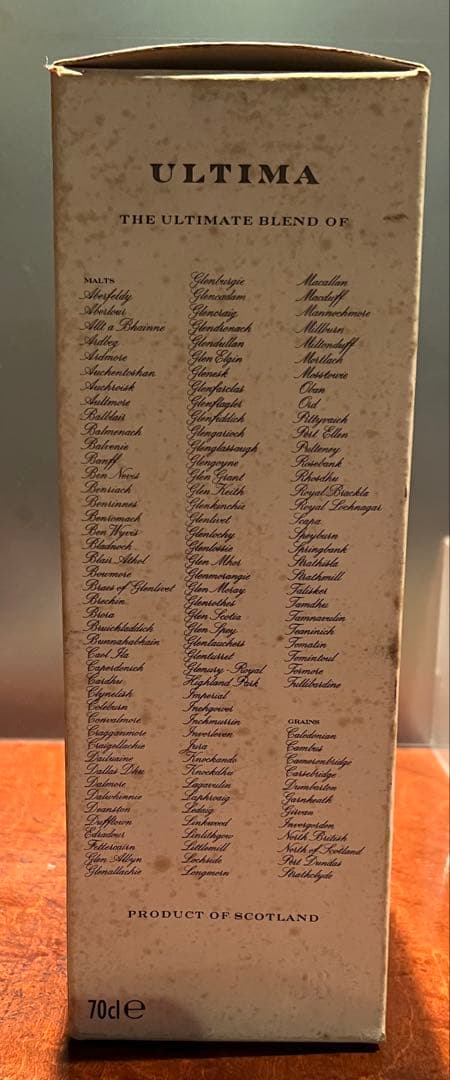 ULTIMA
THE ULTIMATE BLEND OF
MALTS
Aberfeldy
Aberlour
Allt a Bhainne
Ardbeg
Ardmore
Auchentoshan
Auchroisk
Aultmore
Balblair
Balmenach
Balvenie
Banff
Ben Nevis
Benriach
Benrinnes
Benromach
Ben Wyvis
Bladnoch
Blair Athol
Bowmore
Braes of Glenlivet
Brechin
Brora
Bruichladdich
Bunnahabhain
Caol Ila
Caperdonich
Cardhu
Clynelish
Coleburn
Convalmore
Cragganmore
Craigellachie
Dailuaine
Dallas Dhu
Dalmore
Dalwhinnie
Deanston
Dufftown
Edradour
Fettercairn
Glen Albyn
Glenallachie
Glenburgie
Glencadam
Glencraig
Glendronach
Glendullan
Glen Elgin
Glenesk
Glenfarclas
Glenflagler
Glenfiddich
Glengarioch
Glenglassaugh
Glengoyne
Glen Grant
Glen Keith
Glenkinchie
Glenlivet
Glenlochy
Glenlossie
Glen Mhor
Glenmorangie
Glen Moray
Glenrothes
Glen Scotia
Glen Spey
Glentauchers
Glenturret
Glenury-Royal
Highland Park
Imperial
Inchgower
Inchmurrin
Inverleven
Jura
Knockando
Knockdhu
Lagavulin
Laphroaig
Ledaig
Linkwood
Linlithgow
Littlemill
Lochside
Longmorn
Macallan
Macduff
Mannochmore
Millburn
Miltonduff
Mortlach
Mosstowie
Oban
Ord
Pittyvaich
Port Ellen
Pulteney
Rosebank
Rhosdhu
Royal Brackla
Royal Lochnagar
Scapa
Speyburn
Springbank
Strathisla
Strathmill
Talisker
Tamdhu
Tamnavulin
Teaninich
Tomatin
Tomintoul
Tormore
Tullibardine
GRAINS
Caledonian
Cambus
Cameronbridge
Carsebridge
Dumbarton
Garnheath
Girvan
Invergordon
North British
North of Scotland
Port Dundas
Strathclyde
PRODUCT OF SCOTLAND
70cl ℮